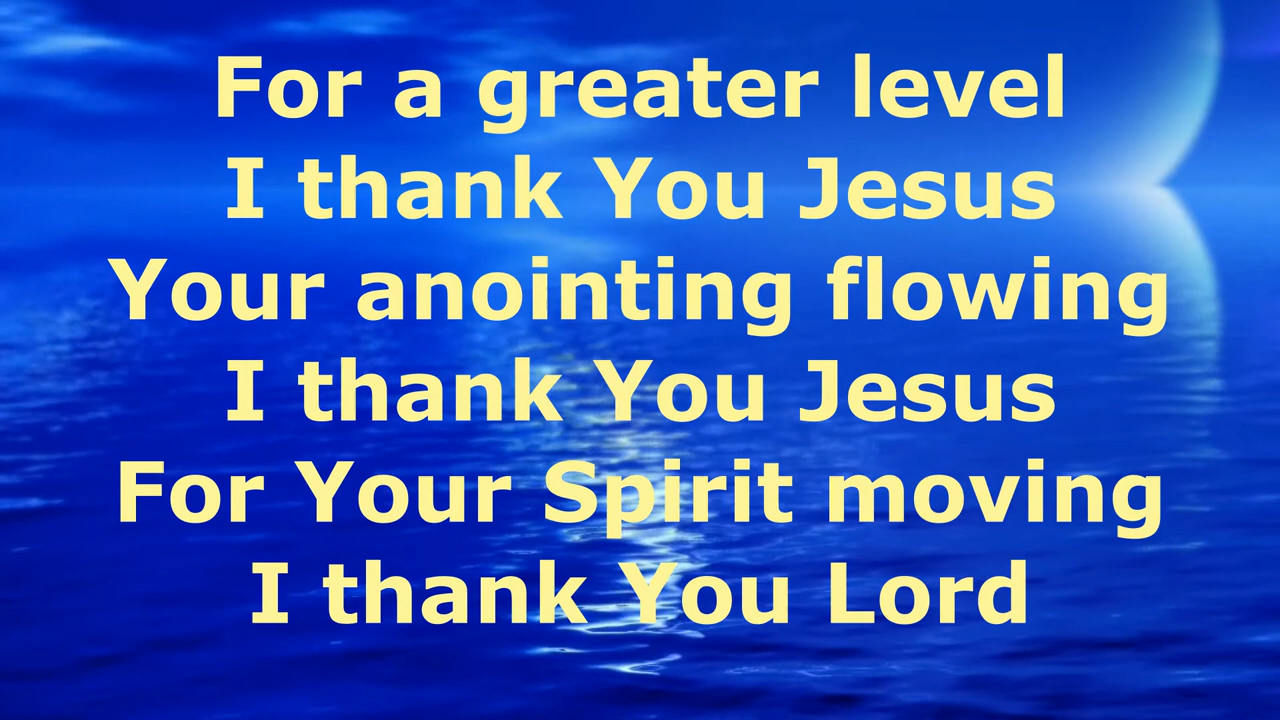 For a greater level
I thank You Jesus
Your anointing flowing
I thank You Jesus
For Your Spirit moving
I thank You Lord